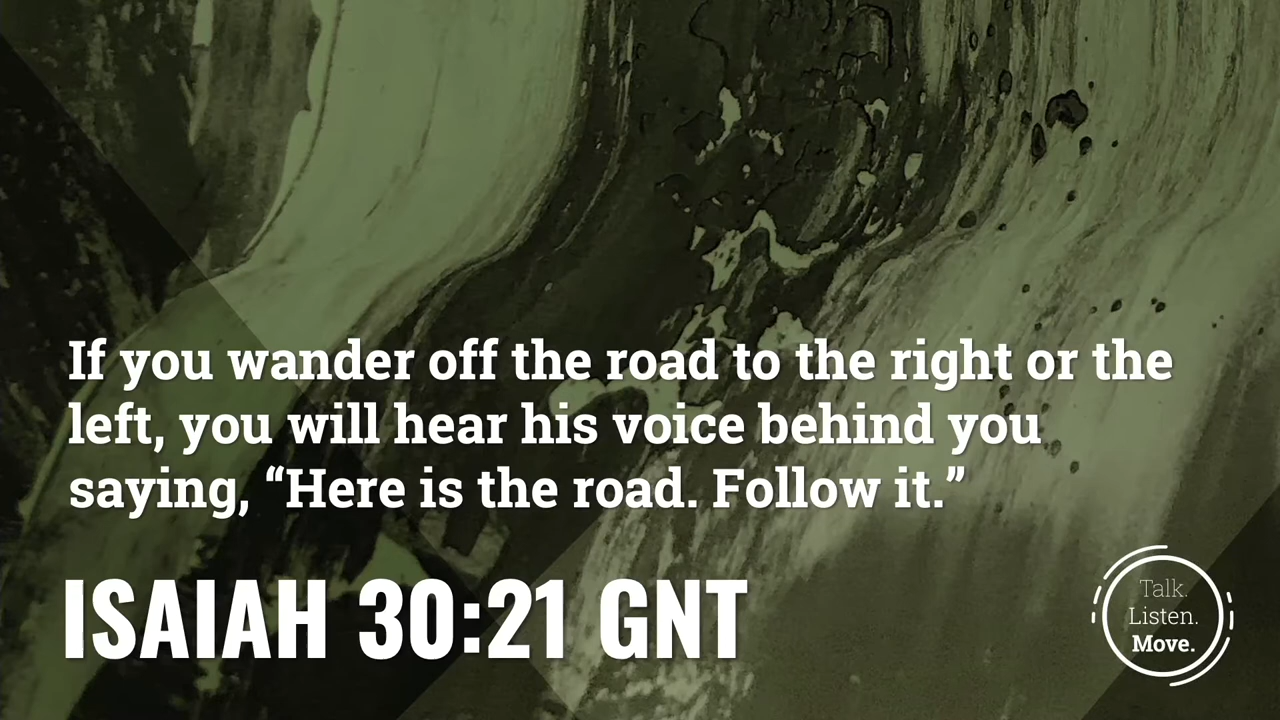 If you wander off the road to the right or the
left, you will hear his voice behind you
saying, “Here is the road. Follow it.”
ISAIAH 30:21 GNT
Talk.
Listen.
Move.